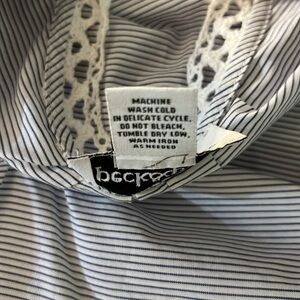 MACHINE
WASH COLD
IN DELICATE CYCLE.
DO NOT BLEACH,
TUMBLE DRY LOW,
WARM IRON
AS NEEDED